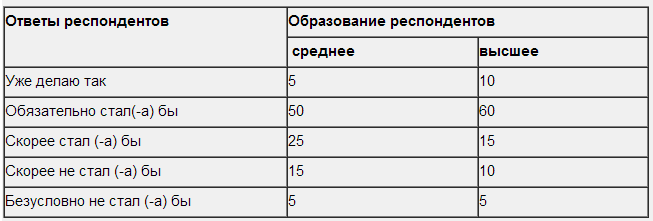 Ответы респондентов Образование респондентов
среднее высшее
Уже делаю так 5 10
Обязательно стал(-а) бы 50 60
Скорее стал (-а) бы 25 15
Скорее не стал (-а) бы 15 10
Безусловно не стал (-а) бы 5 5